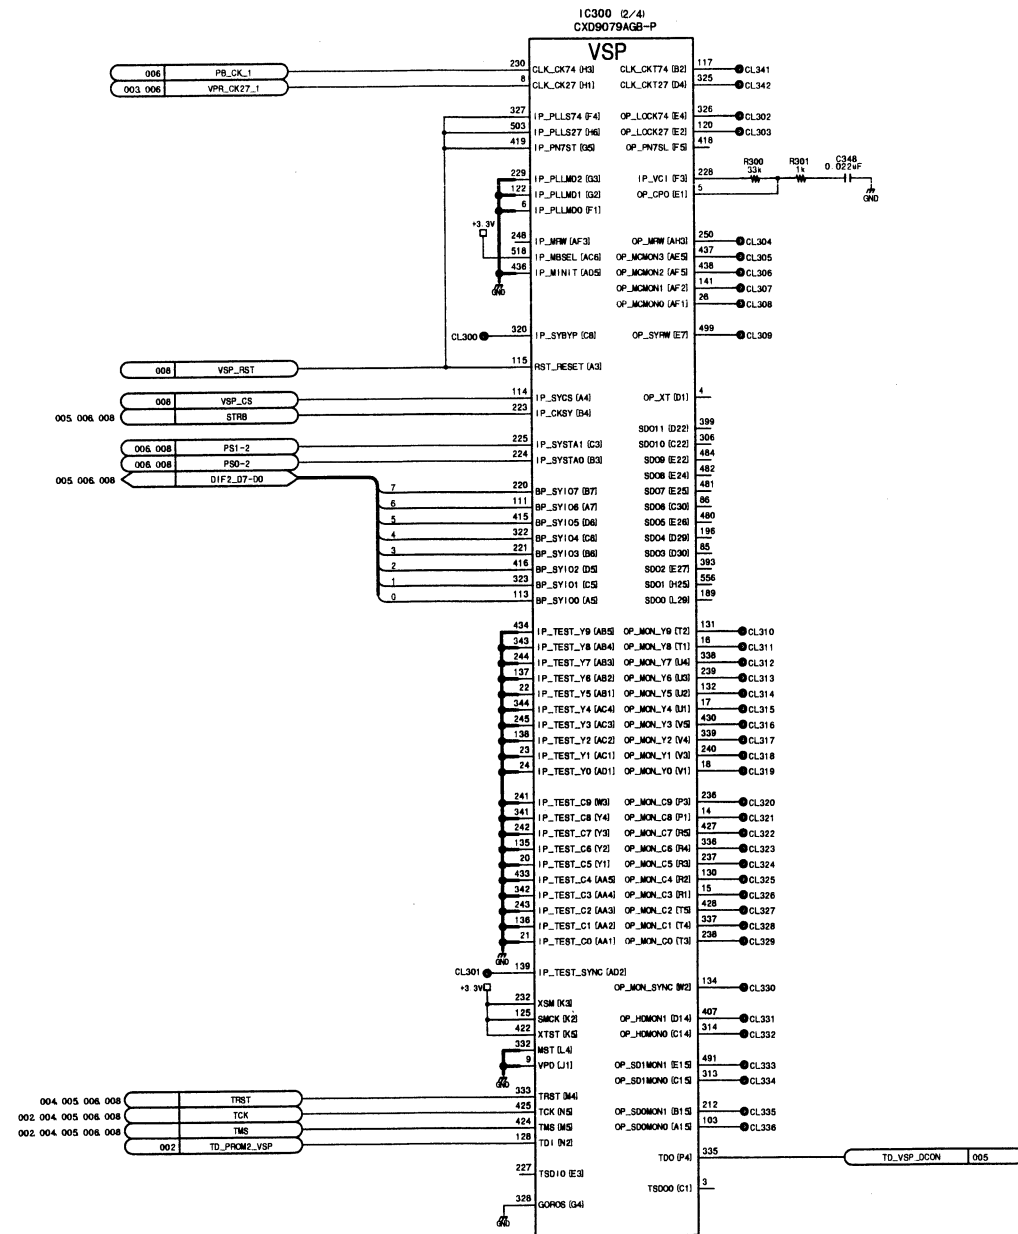 IC300 (2/4)
CXD9079AGB-P
VSP
006 PB_CK_1 230 CLK_CK74 (H3) CLK_CKT74 (B2) 117 CL341
003.006 VPR_CK27_1 8 CLK_CK27 (H1) CLK_CKT27 (D4) 325 CL342
327 IP_PLLS74 (F4) OP_LOCK74 (E4) 326 CL302
503 IP_PLLS27 (H6) OP_LOCK27 (E2) 120 CL303
419 IP_PN7ST (G5) OP_PN7SL (F5) 418
R300 33k R301 1k C348 0.022uF GND
229 IP_PLLMD2 (G3) IP_VCI (F3) 228
122 IP_PLLMD1 (G2) OP_CPO (E1) 5
6 IP_PLLMD0 (F1)
+3.3V
248 IP_MRW (AF3) OP_MRW (AH3) 250 CL304
518 IP_MBSEL (AC6) OP_MCMON3 (AE5) 437 CL305
436 IP_MINIT (AD5) OP_MCMON2 (AF5) 438 CL306
GND OP_MCMON1 (AF2) 141 CL307
OP_MCMON0 (AF1) 26 CL308
CL300 320 IP_SYBYP (C8) OP_SYRW (E7) 499 CL309
008 VSP_RST 115 RST_RESET (A3)
008 VSP_CS 114 IP_SYCS (A4) OP_XT (D1) 4
005.006.008 STRB 223 IP_CKSY (B4)
SDO11 (D22) 399
006.008 PS1-2 225 IP_SYSTA1 (C3) SDO10 (C22) 306
006.008 PS0-2 224 IP_SYSTA0 (B3) SDO9 (E22) 484
005.006.008 DIF2_D7-D0 SDO8 (E24) 482
7 220 BP_SYIO7 (B7) SDO7 (E25) 481
6 111 BP_SYIO6 (A7) SDO6 (C30) 86
5 415 BP_SYIO5 (D6) SDO5 (E26) 480
4 322 BP_SYIO4 (C6) SDO4 (D29) 196
3 221 BP_SYIO3 (B6) SDO3 (D30) 85
2 416 BP_SYIO2 (D5) SDO2 (E27) 393
1 323 BP_SYIO1 (C5) SDO1 (H25) 556
0 113 BP_SYIO0 (A5) SDO0 (L29) 189
434 IP_TEST_Y9 (AB5) OP_MON_Y9 (T2) 131 CL310
343 IP_TEST_Y8 (AB4) OP_MON_Y8 (T1) 16 CL311
244 IP_TEST_Y7 (AB3) OP_MON_Y7 (U4) 338 CL312
137 IP_TEST_Y6 (AB2) OP_MON_Y6 (U3) 239 CL313
22 IP_TEST_Y5 (AB1) OP_MON_Y5 (U2) 132 CL314
344 IP_TEST_Y4 (AC4) OP_MON_Y4 (U1) 17 CL315
245 IP_TEST_Y3 (AC3) OP_MON_Y3 (V5) 430 CL316
138 IP_TEST_Y2 (AC2) OP_MON_Y2 (V4) 339 CL317
23 IP_TEST_Y1 (AC1) OP_MON_Y1 (V3) 240 CL318
24 IP_TEST_Y0 (AD1) OP_MON_Y0 (V1) 18 CL319
241 IP_TEST_C9 (W3) OP_MON_C9 (P3) 236 CL320
341 IP_TEST_C8 (Y4) OP_MON_C8 (P1) 14 CL321
242 IP_TEST_C7 (Y3) OP_MON_C7 (R5) 427 CL322
135 IP_TEST_C6 (Y2) OP_MON_C6 (R4) 336 CL323
20 IP_TEST_C5 (Y1) OP_MON_C5 (R3) 237 CL324
433 IP_TEST_C4 (AA5) OP_MON_C4 (R2) 130 CL325
342 IP_TEST_C3 (AA4) OP_MON_C3 (R1) 15 CL326
243 IP_TEST_C2 (AA3) OP_MON_C2 (T5) 428 CL327
136 IP_TEST_C1 (AA2) OP_MON_C1 (T4) 337 CL328
21 IP_TEST_C0 (AA1) OP_MON_C0 (T3) 238 CL329
GND
CL301 139 IP_TEST_SYNC (AD2)
+3.3V OP_MON_SYNC (W2) 134 CL330
232 XSM (K3)
125 SMCK (K2) OP_HDMON1 (D14) 407 CL331
422 XTST (K5) OP_HDMON0 (C14) 314 CL332
332 MST (L4)
9 VPD (J1) OP_SD1MON1 (E15) 491 CL333
GND OP_SD1MON0 (C15) 313 CL334
004.005.006.008 TRST 333 TRST (M4)
002.004.005.006.008 TCK 425 TCK (N5) OP_SDOMON1 (B15) 212 CL335
002.004.005.006.008 TMS 424 TMS (M5) OP_SDOMON0 (A15) 103 CL336
002 TD_PROM2_VSP 128 TDI (N2)
TDO (P4) 335 TD_VSP_DCON 005
227 TSDIO (E3)
TSDOO (C1) 3
328 GOROS (G4)
GND